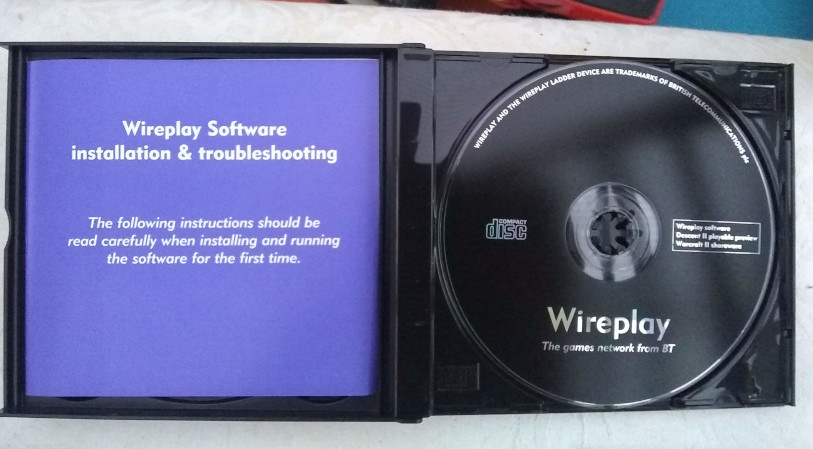 Wireplay Software
installation & troubleshooting
The following instructions should be
read carefully when installing and running
the software for the first time.
WIREPLAY AND THE WIREPLAY LADDER DEVICE ARE TRADEMARKS OF BRITISH TELECOMMUNICATIONS plc
COMPACT
disc
Wireplay software
Descent II playable preview
Warcraft II shareware
Wireplay
The games network from BT